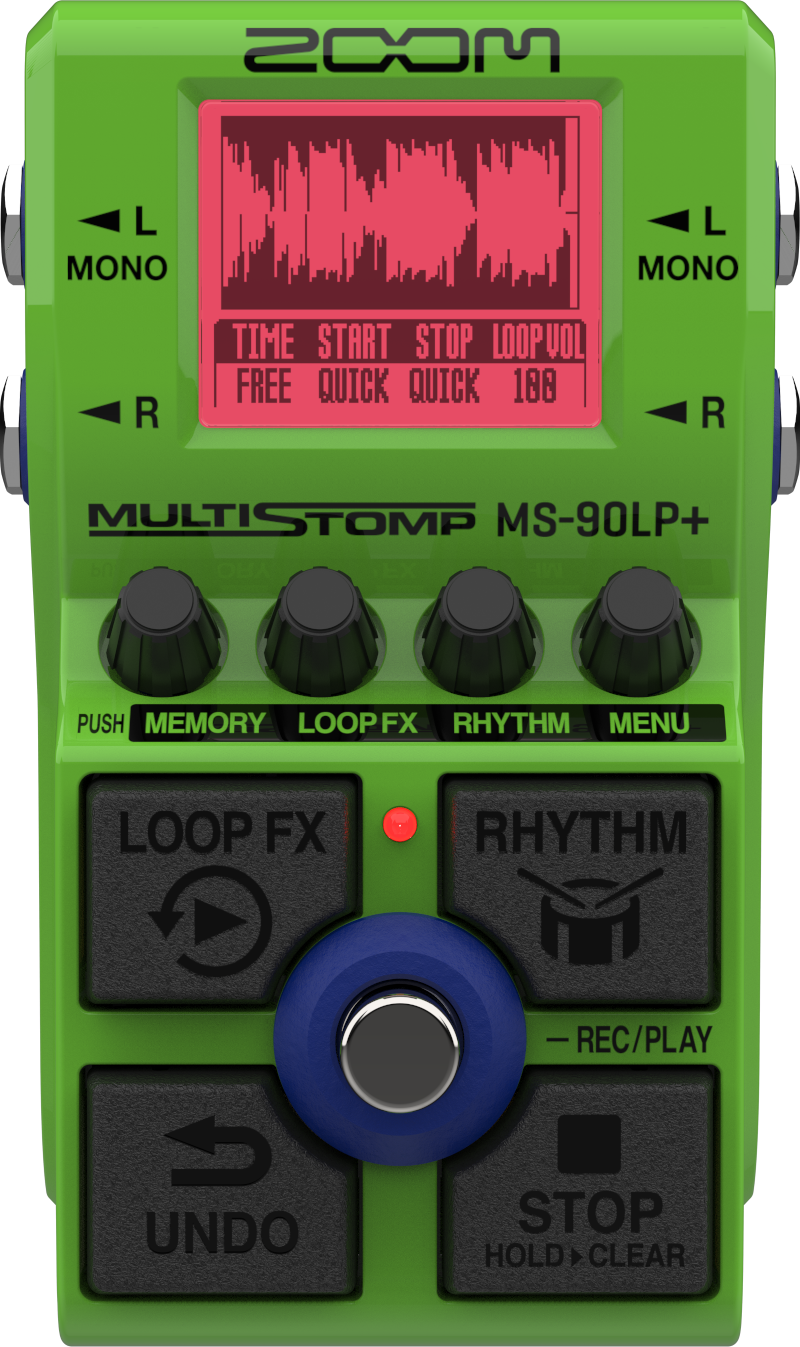 ZOOM
L
MONO
L
MONO
TIME START STOP LOOPVOL
FREE QUICK QUICK 100
R
R
MULTISTOMP MS-90LP+
PUSH MEMORY LOOP FX RHYTHM MENU
LOOP FX
RHYTHM
– REC/PLAY
UNDO
STOP
HOLD▸CLEAR